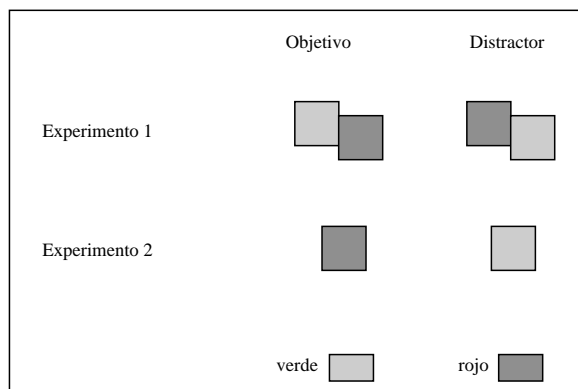 Objetivo Distractor
Experimento 1
Experimento 2
verde rojo